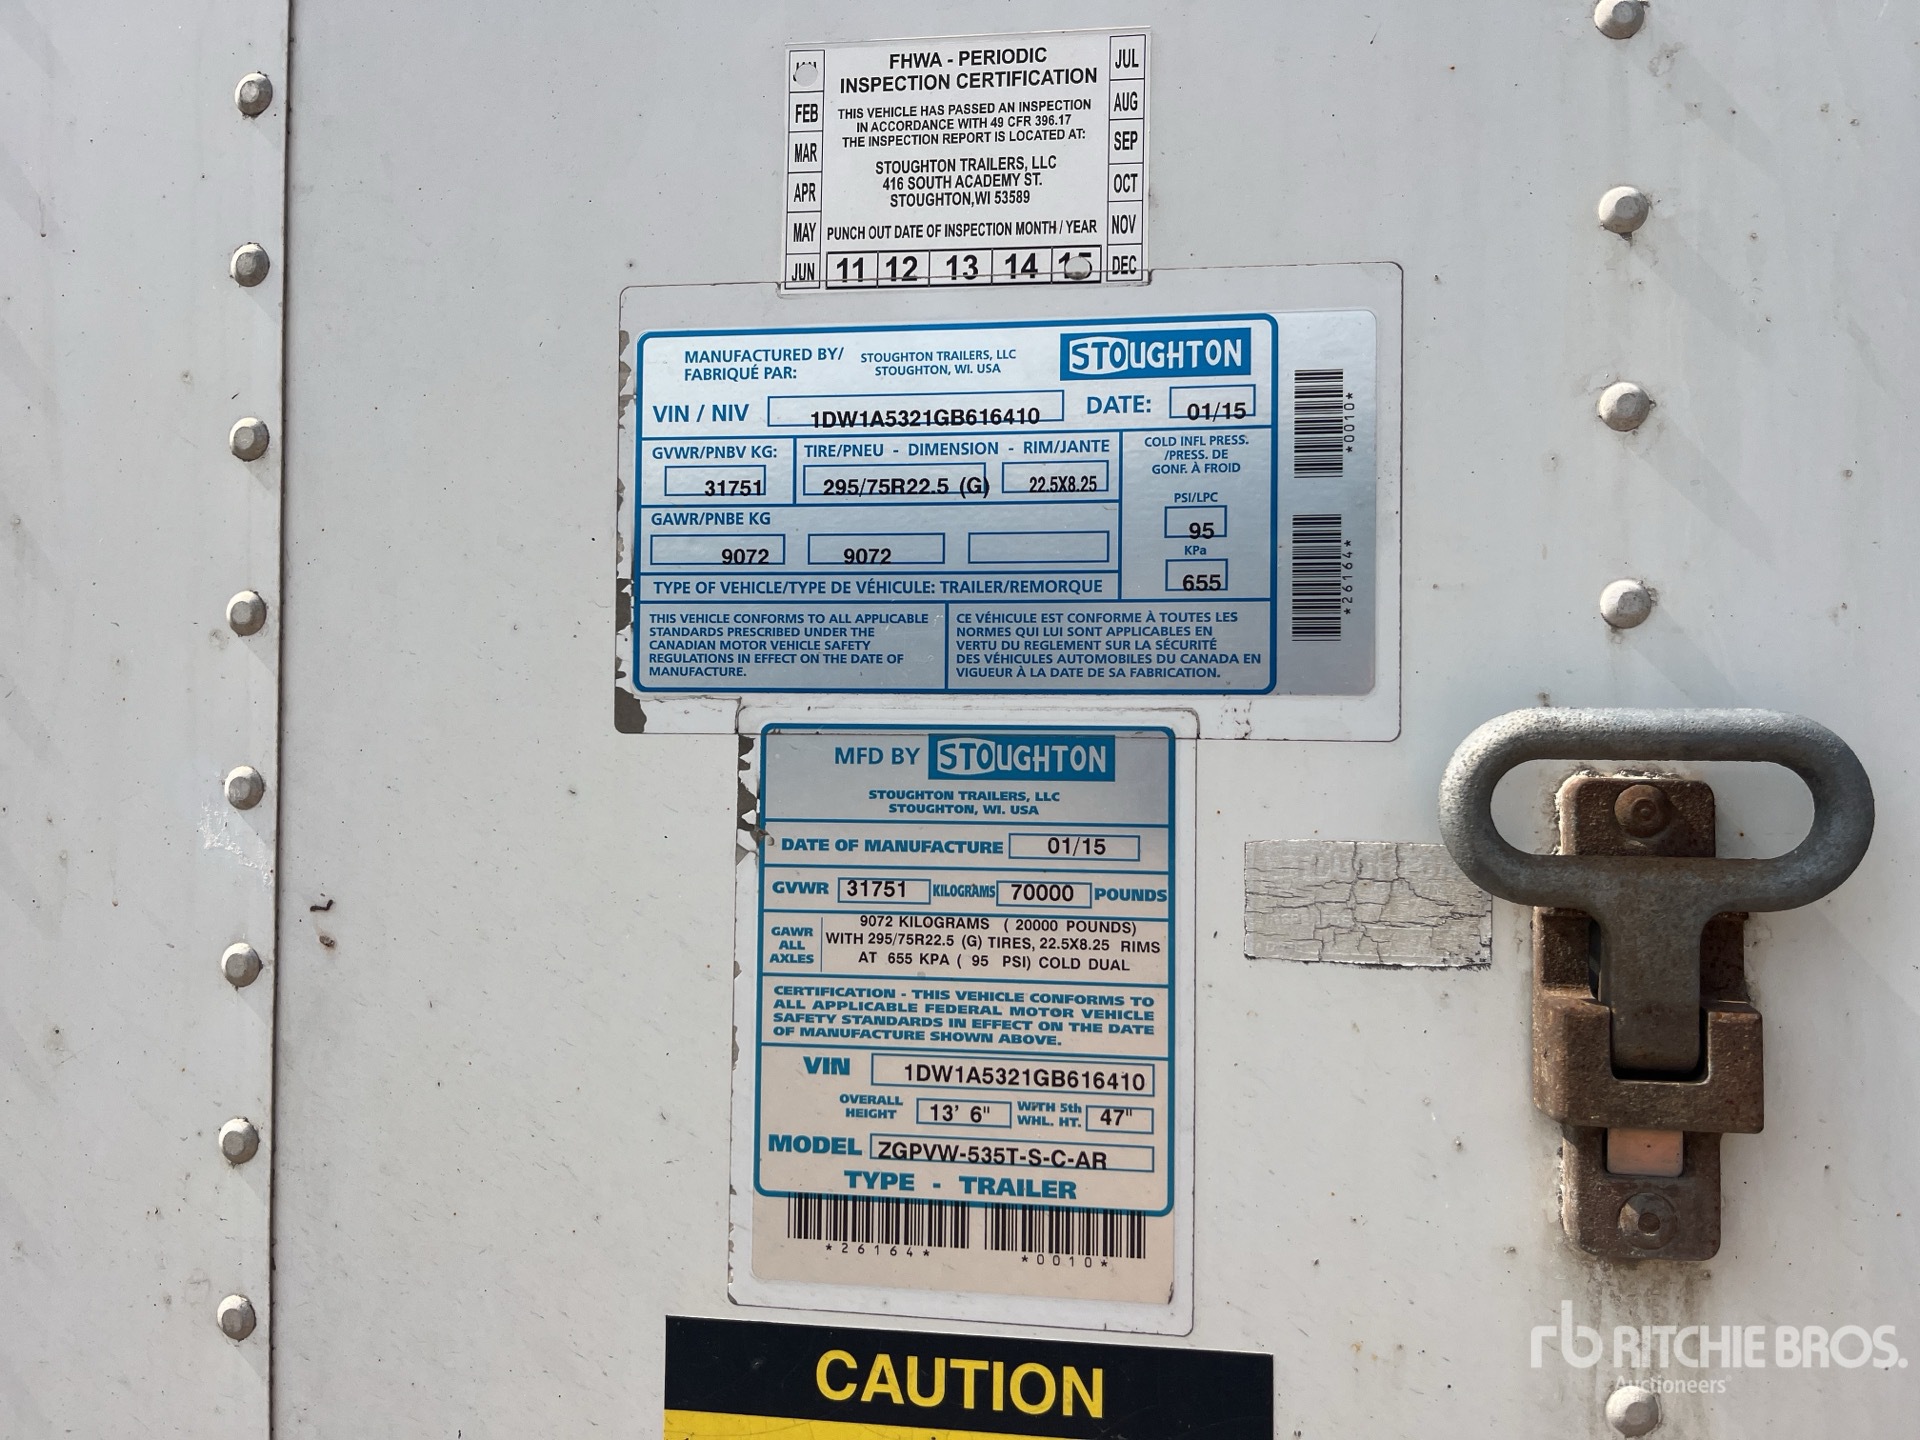 FHWA - PERIODIC
INSPECTION CERTIFICATION
THIS VEHICLE HAS PASSED AN INSPECTION
IN ACCORDANCE WITH 49 CFR 396.17
THE INSPECTION REPORT IS LOCATED AT:
STOUGHTON TRAILERS, LLC
416 SOUTH ACADEMY ST.
STOUGHTON,WI 53589
PUNCH OUT DATE OF INSPECTION MONTH / YEAR
FEB
MAR
APR
MAY
JUN
11 12 13 14 15
JUL
AUG
SEP
OCT
NOV
DEC
MANUFACTURED BY/
FABRIQUÉ PAR:
STOUGHTON TRAILERS, LLC
STOUGHTON, WI. USA
STOUGHTON
VIN / NIV 1DW1A5321GB616410 DATE: 01/15
GVWR/PNBV KG: TIRE/PNEU - DIMENSION - RIM/JANTE
31751 295/75R22.5 (G) 22.5X8.25
COLD INFL PRESS.
/PRESS. DE
GONF. À FROID
PSI/LPC
95
KPa
655
GAWR/PNBE KG
9072 9072
TYPE OF VEHICLE/TYPE DE VÉHICULE: TRAILER/REMORQUE
THIS VEHICLE CONFORMS TO ALL APPLICABLE
STANDARDS PRESCRIBED UNDER THE
CANADIAN MOTOR VEHICLE SAFETY
REGULATIONS IN EFFECT ON THE DATE OF
MANUFACTURE.
CE VÉHICULE EST CONFORME À TOUTES LES
NORMES QUI LUI SONT APPLICABLES EN
VERTU DU REGLEMENT SUR LA SÉCURITÉ
DES VÉHICULES AUTOMOBILES DU CANADA EN
VIGUEUR À LA DATE DE SA FABRICATION.
*0010*
*26164*
MFD BY STOUGHTON
STOUGHTON TRAILERS, LLC
STOUGHTON, WI. USA
DATE OF MANUFACTURE 01/15
GVWR 31751 KILOGRAMS 70000 POUNDS
GAWR
ALL
AXLES
9072 KILOGRAMS ( 20000 POUNDS)
WITH 295/75R22.5 (G) TIRES, 22.5X8.25 RIMS
AT 655 KPA ( 95 PSI) COLD DUAL
CERTIFICATION - THIS VEHICLE CONFORMS TO
ALL APPLICABLE FEDERAL MOTOR VEHICLE
SAFETY STANDARDS IN EFFECT ON THE DATE
OF MANUFACTURE SHOWN ABOVE.
VIN 1DW1A5321GB616410
OVERALL
HEIGHT
13' 6"
WITH 5th
WHL. HT.
47"
MODEL ZGPVW-535T-S-C-AR
TYPE - TRAILER
*26164*
*0010*
CAUTION
rb RITCHIE BROS.
Auctioneers